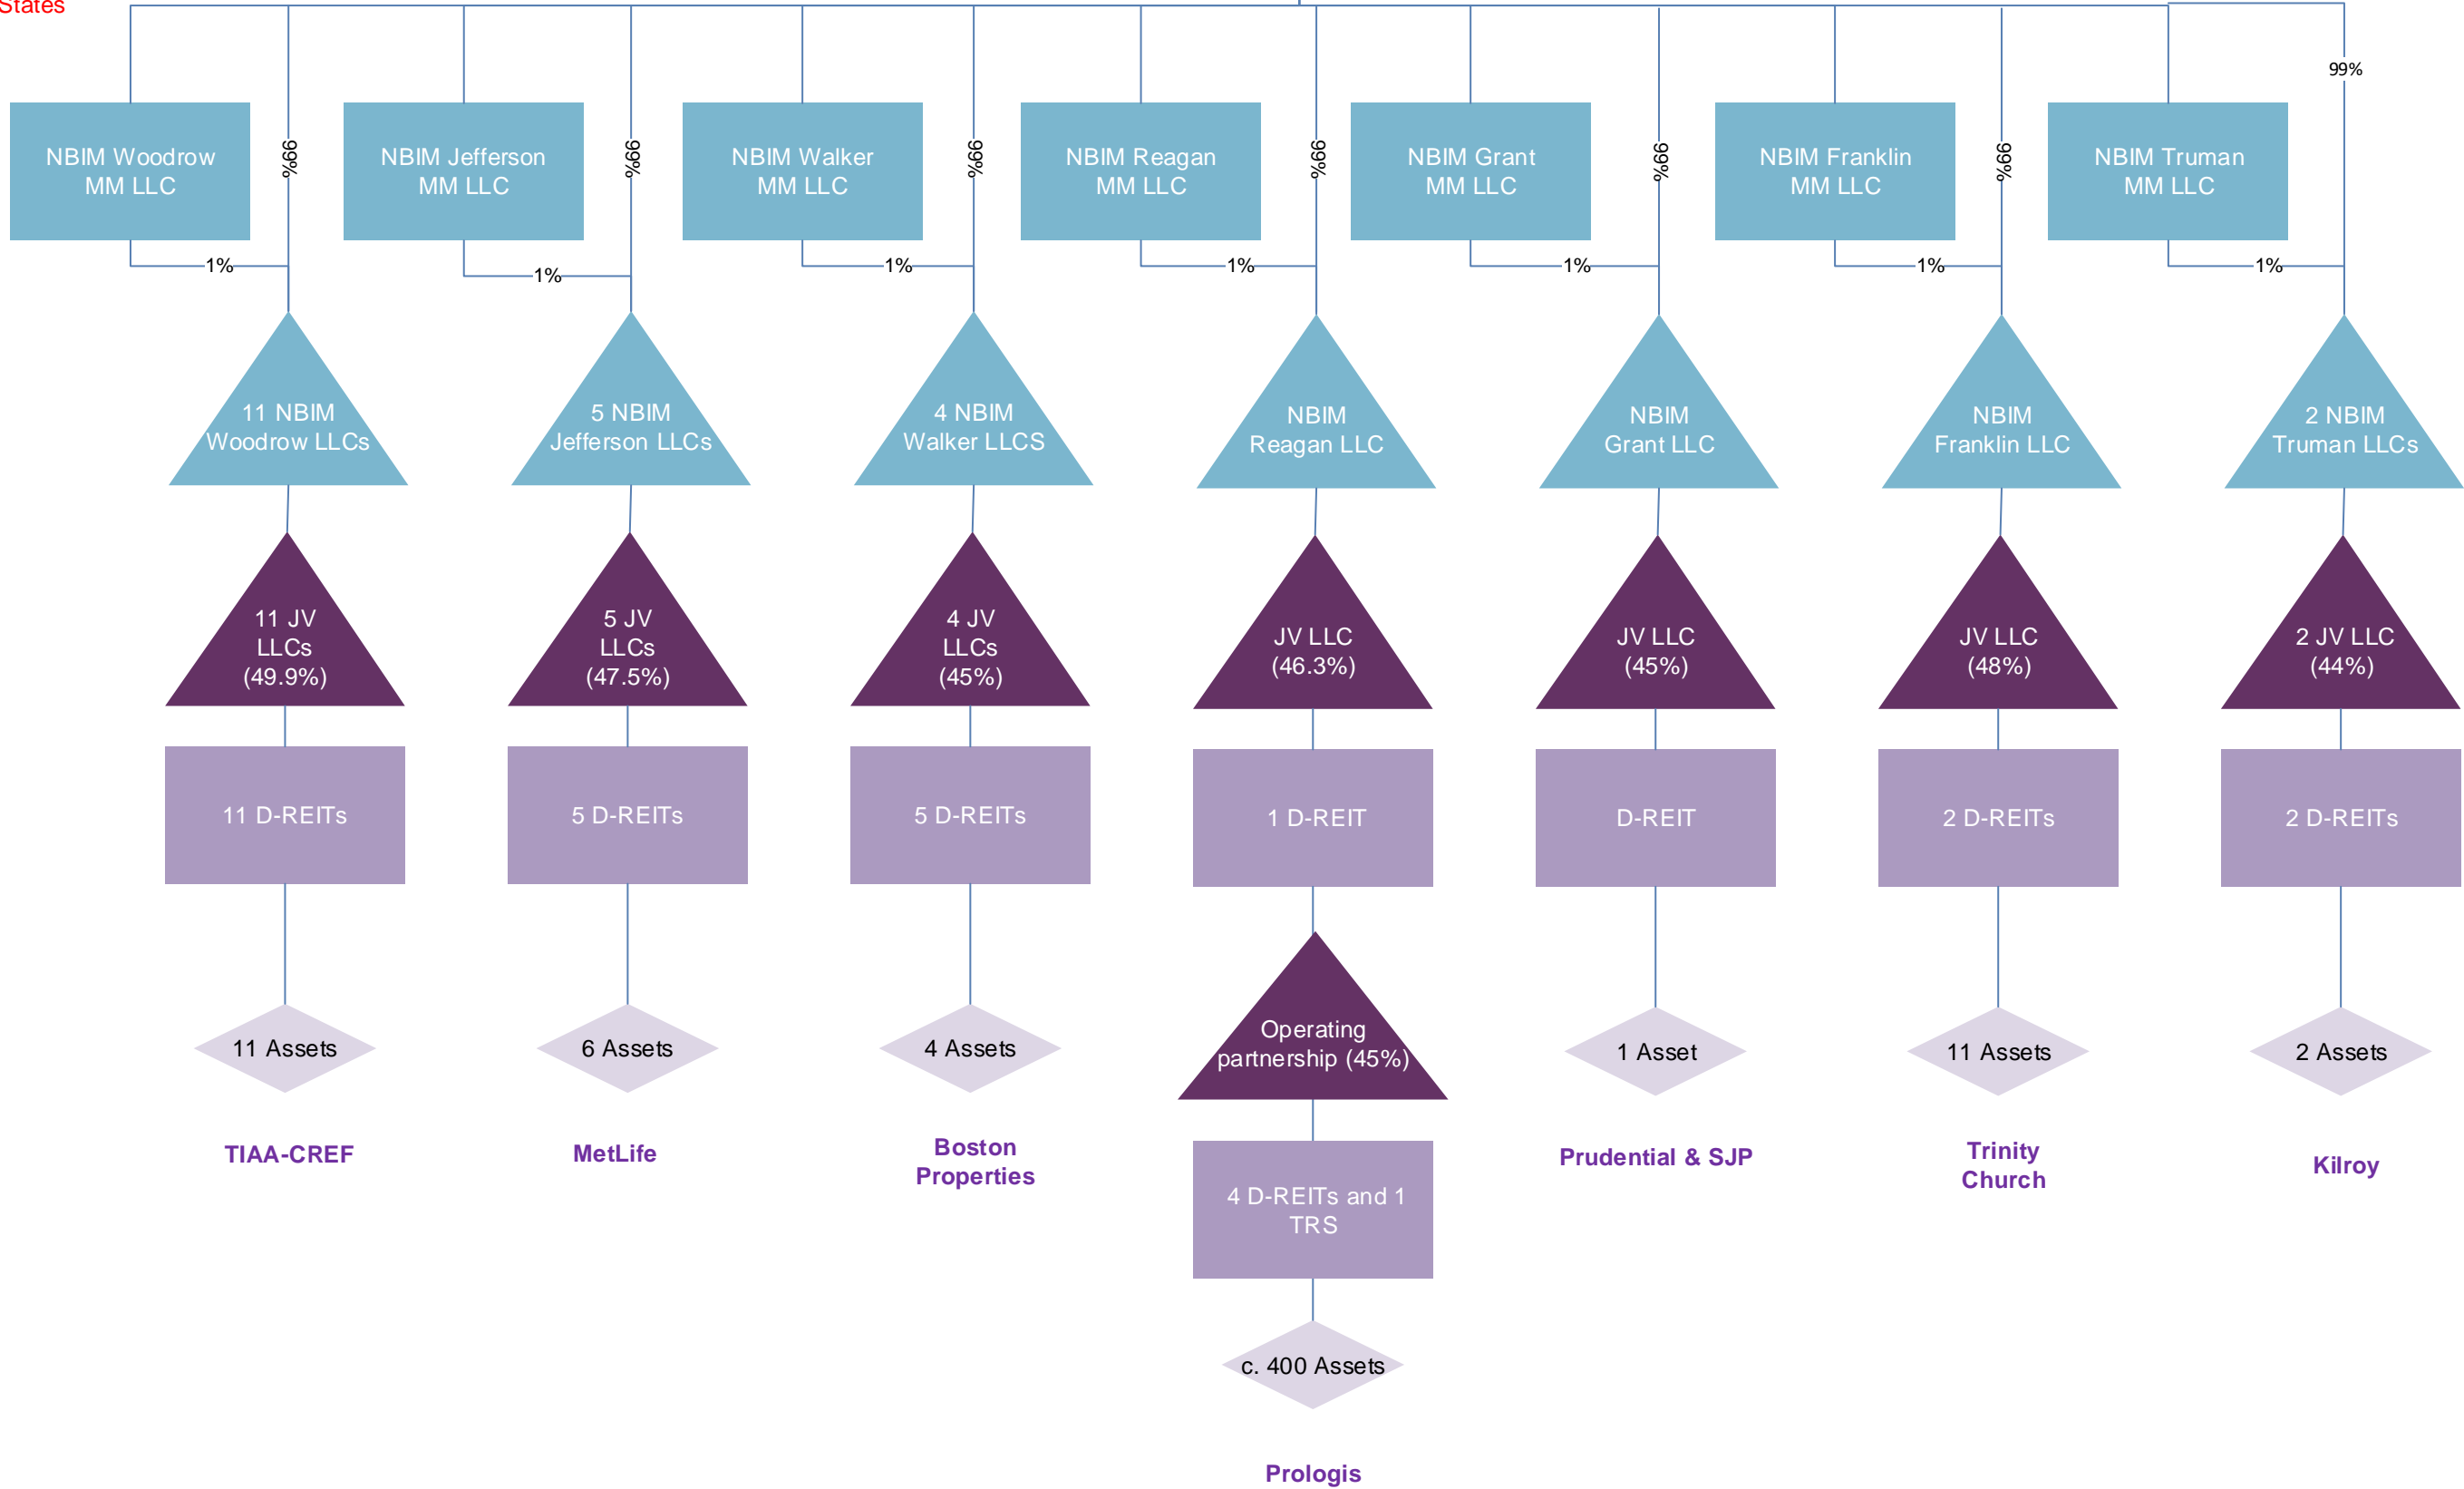 States
99%
NBIM Woodrow
MM LLC
99%
NBIM Jefferson
MM LLC
99%
NBIM Walker
MM LLC
99%
NBIM Reagan
MM LLC
99%
NBIM Grant
MM LLC
99%
NBIM Franklin
MM LLC
99%
NBIM Truman
MM LLC
1%
1%
1%
1%
1%
1%
1%
11 NBIM
Woodrow LLCs
5 NBIM
Jefferson LLCs
4 NBIM
Walker LLCS
NBIM
Reagan LLC
NBIM
Grant LLC
NBIM
Franklin LLC
2 NBIM
Truman LLCs
11 JV
LLCs
(49.9%)
5 JV
LLCs
(47.5%)
4 JV
LLCs
(45%)
JV LLC
(46.3%)
JV LLC
(45%)
JV LLC
(48%)
2 JV LLC
(44%)
11 D-REITs
5 D-REITs
5 D-REITs
1 D-REIT
D-REIT
2 D-REITs
2 D-REITs
11 Assets
6 Assets
4 Assets
Operating
partnership (45%)
1 Asset
11 Assets
2 Assets
TIAA-CREF
MetLife
Boston
Properties
4 D-REITs and 1
TRS
Prudential & SJP
Trinity
Church
Kilroy
c. 400 Assets
Prologis